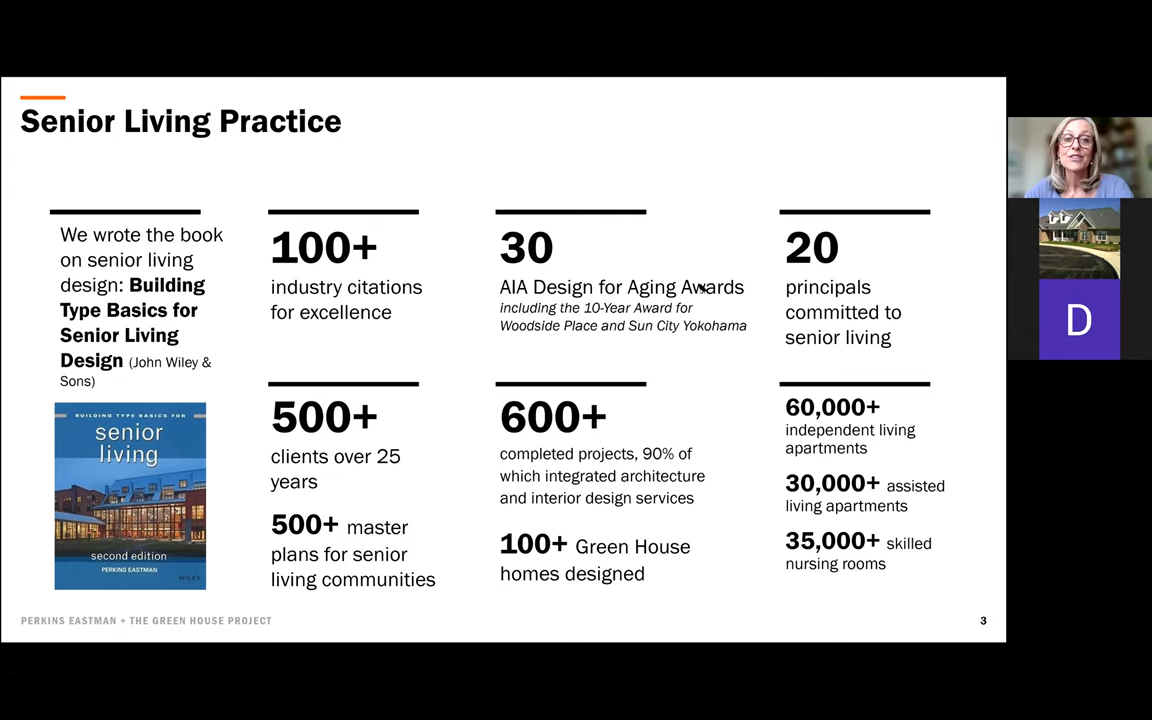 Senior Living Practice
We wrote the book
on senior living
design: Building
Type Basics for
Senior Living
Design (John Wiley &
Sons)
BUILDING TYPE BASICS FOR
senior
living
second edition
PERKINS EASTMAN
WILEY
100+
industry citations
for excellence
30
AIA Design for Aging Awards
including the 10-Year Award for
Woodside Place and Sun City Yokohama
20
principals
committed to
senior living
500+
clients over 25
years
500+ master
plans for senior
living communities
600+
completed projects, 90% of
which integrated architecture
and interior design services
100+ Green House
homes designed
60,000+
independent living
apartments
30,000+ assisted
living apartments
35,000+ skilled
nursing rooms
PERKINS EASTMAN + THE GREEN HOUSE PROJECT
3
D